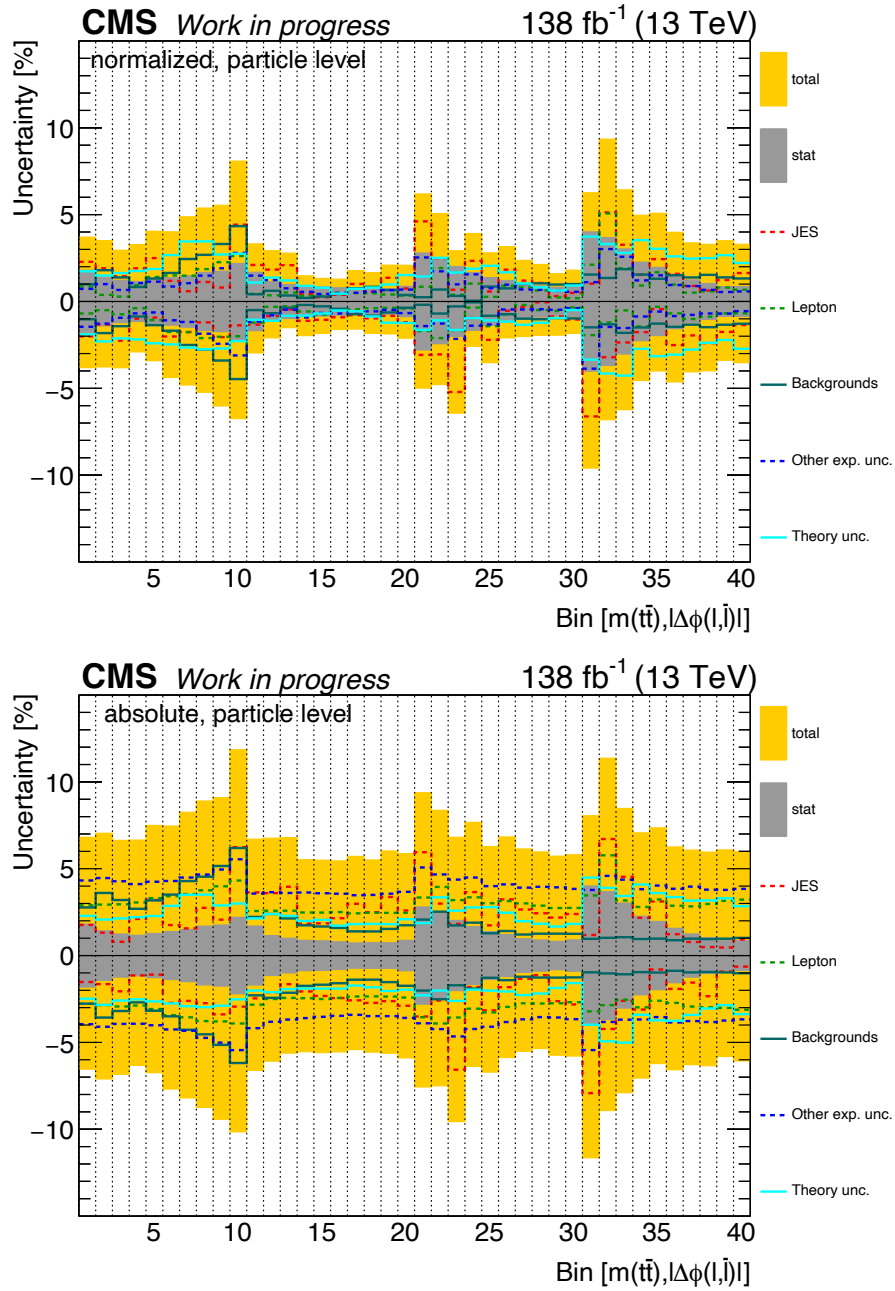 CMS Work in progress 138 fb⁻¹ (13 TeV)
normalized, particle level
Uncertainty [%]
10
5
0
−5
−10
5 10 15 20 25 30 35 40
Bin [m(tt̄),|Δϕ(l,l̄)|]
total
stat
JES
Lepton
Backgrounds
Other exp. unc.
Theory unc.
CMS Work in progress 138 fb⁻¹ (13 TeV)
absolute, particle level
Uncertainty [%]
10
5
0
−5
−10
5 10 15 20 25 30 35 40
Bin [m(tt̄),|Δϕ(l,l̄)|]
total
stat
JES
Lepton
Backgrounds
Other exp. unc.
Theory unc.